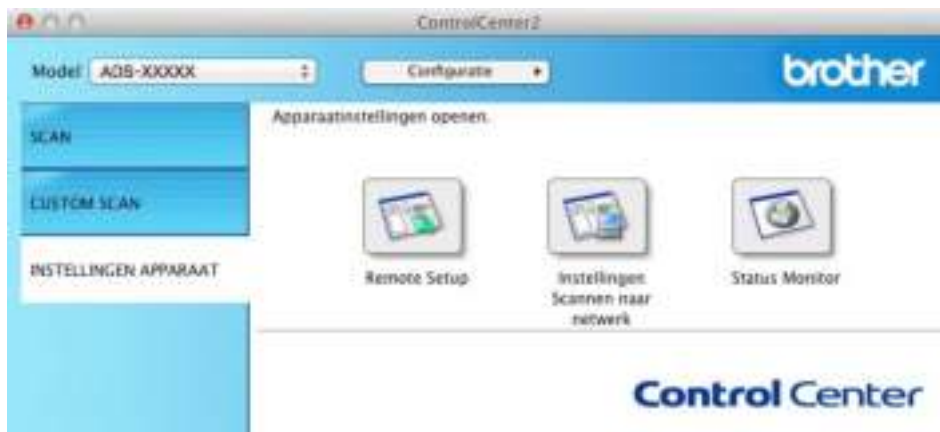 ControlCenter2
Model ADS-XXXXX Configuratie brother
SCAN
CUSTOM SCAN
INSTELLINGEN APPARAAT
Apparaatinstellingen openen.
Remote Setup
Instellingen
Scannen naar
netwerk
Status Monitor
Control Center